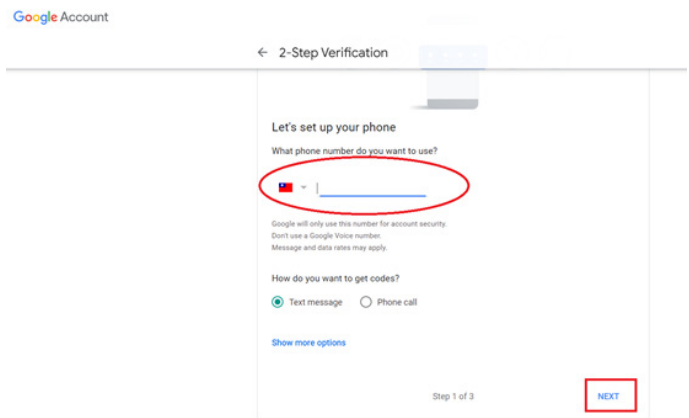 Google Account
2-Step Verification
Let's set up your phone
What phone number do you want to use?
Google will only use this number for account security.
Don't use a Google Voice number.
Message and data rates may apply.
How do you want to get codes?
Text message Phone call
Show more options
Step 1 of 3 NEXT